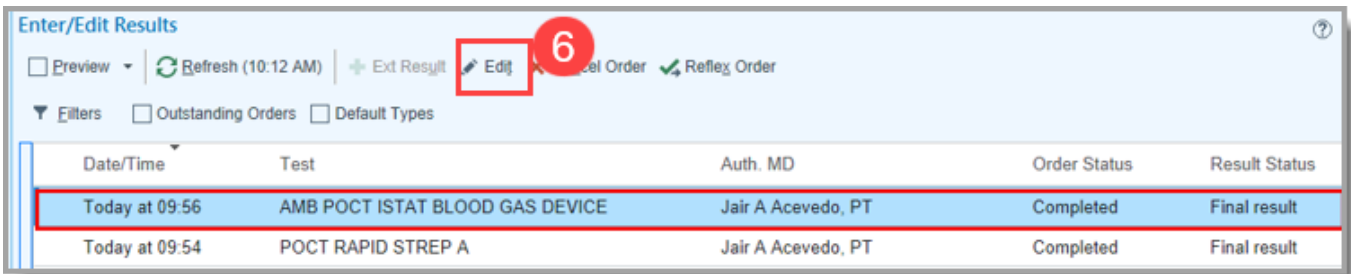 Enter/Edit Results
Preview Refresh (10:12 AM) Ext Result Edit 6 el Order Reflex Order
Filters Outstanding Orders Default Types
Date/Time Test Auth. MD Order Status Result Status
Today at 09:56 AMB POCT ISTAT BLOOD GAS DEVICE Jair A Acevedo, PT Completed Final result
Today at 09:54 POCT RAPID STREP A Jair A Acevedo, PT Completed Final result